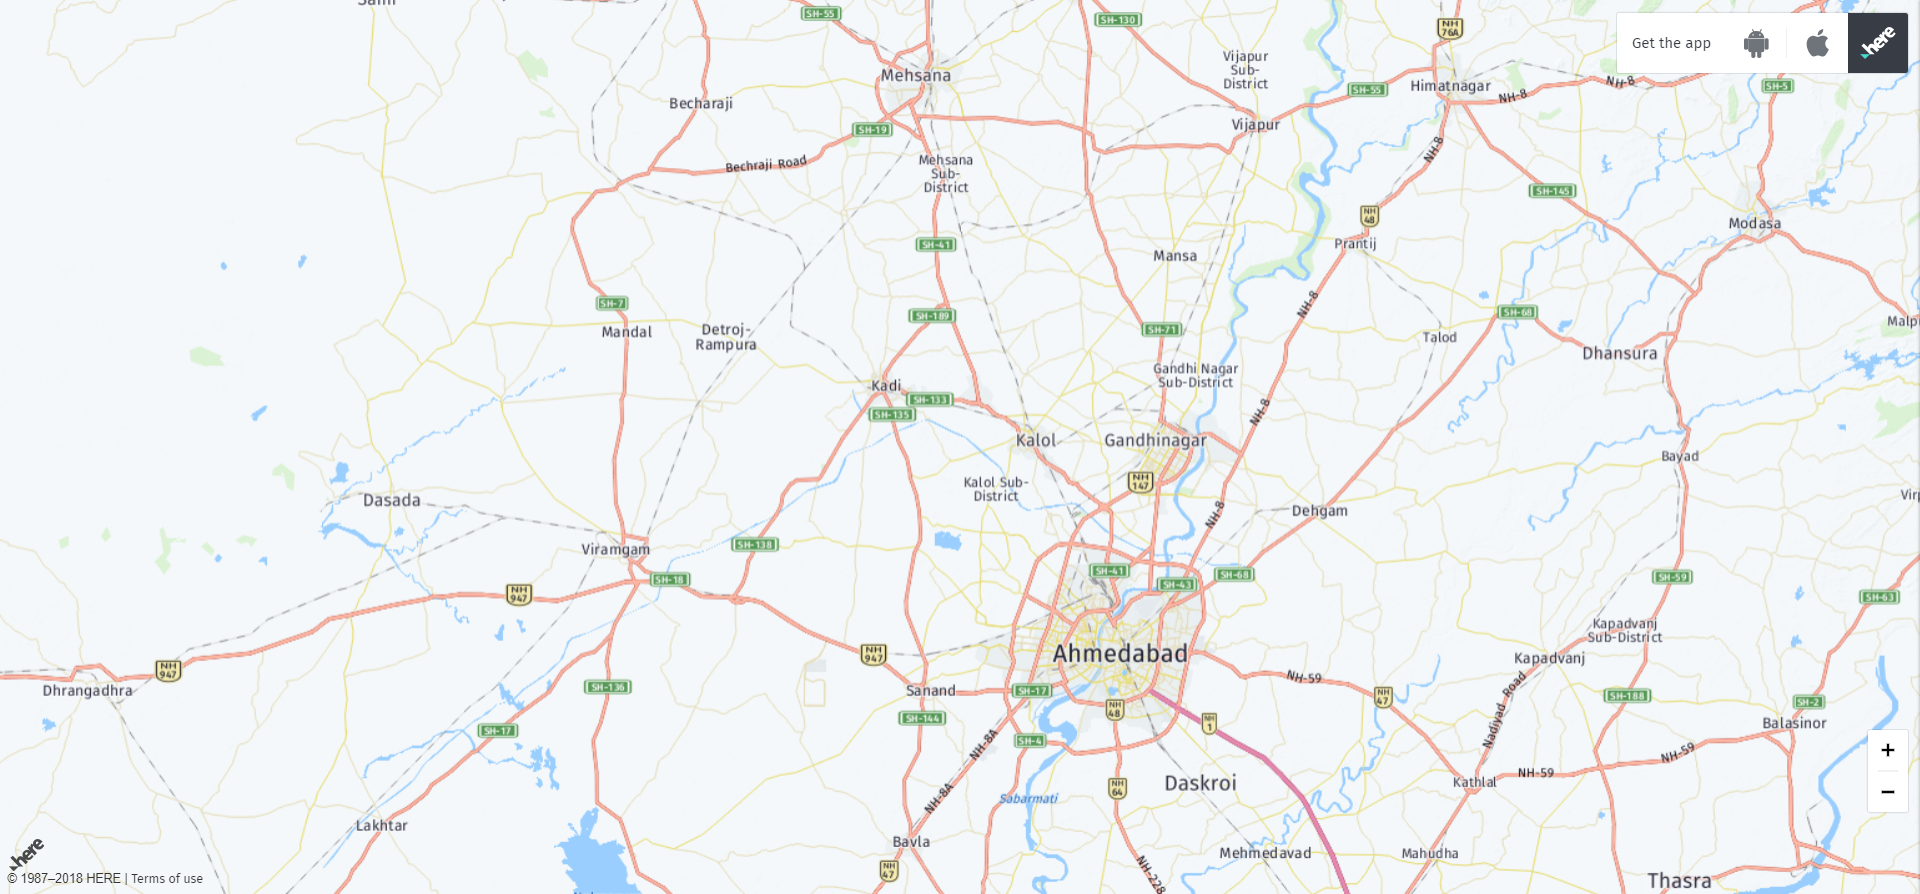 SH-55
SH-130
NH
76A
Get the app
here
Mehsana
Vijapur
Sub-
District
Himatnagar
NH-8
NH-8
SH-5
SH-55
Becharaji
SH-19
Vijapur
NH-8
Bechraji Road
Mehsana
Sub-
District
SH-145
NH
48
Modasa
SH-41
Prantij
Mansa
SH-7
NH-8
SH-189
SH-68
Mandal
Detroj-
Rampura
SH-71
Talod
Dhansura
Gandhi Nagar
Sub-District
Kadi
SH-133
SH-135
NH-8
Kalol
Gandhinagar
Bayad
Kalol Sub-
District
NH
147
Dasada
Dehgam
NH-8
Viramgam
SH-138
SH-18
SH-41
SH-43
SH-68
SH-59
NH
947
SH-63
Kapadvanj
Sub-District
Ahmedabad
NH
947
Kapadvanj
NH
947
Dhrangadhra
SH-136
Sanand
SH-17
NH-59
NH
47
Nadiyad Road
SH-188
SH-2
SH-144
NH
48
NH
1
Balasinor
SH-17
SH-4
NH-8A
NH-59
+
Daskroi
NH
64
Kathlal
NH-59
-
NH-8A
Sabarmati
Lakhtar
Bavla
Mehmedavad
Mahudha
here
NH
47
NH-228
Thasra
© 1987–2018 HERE | Terms of use